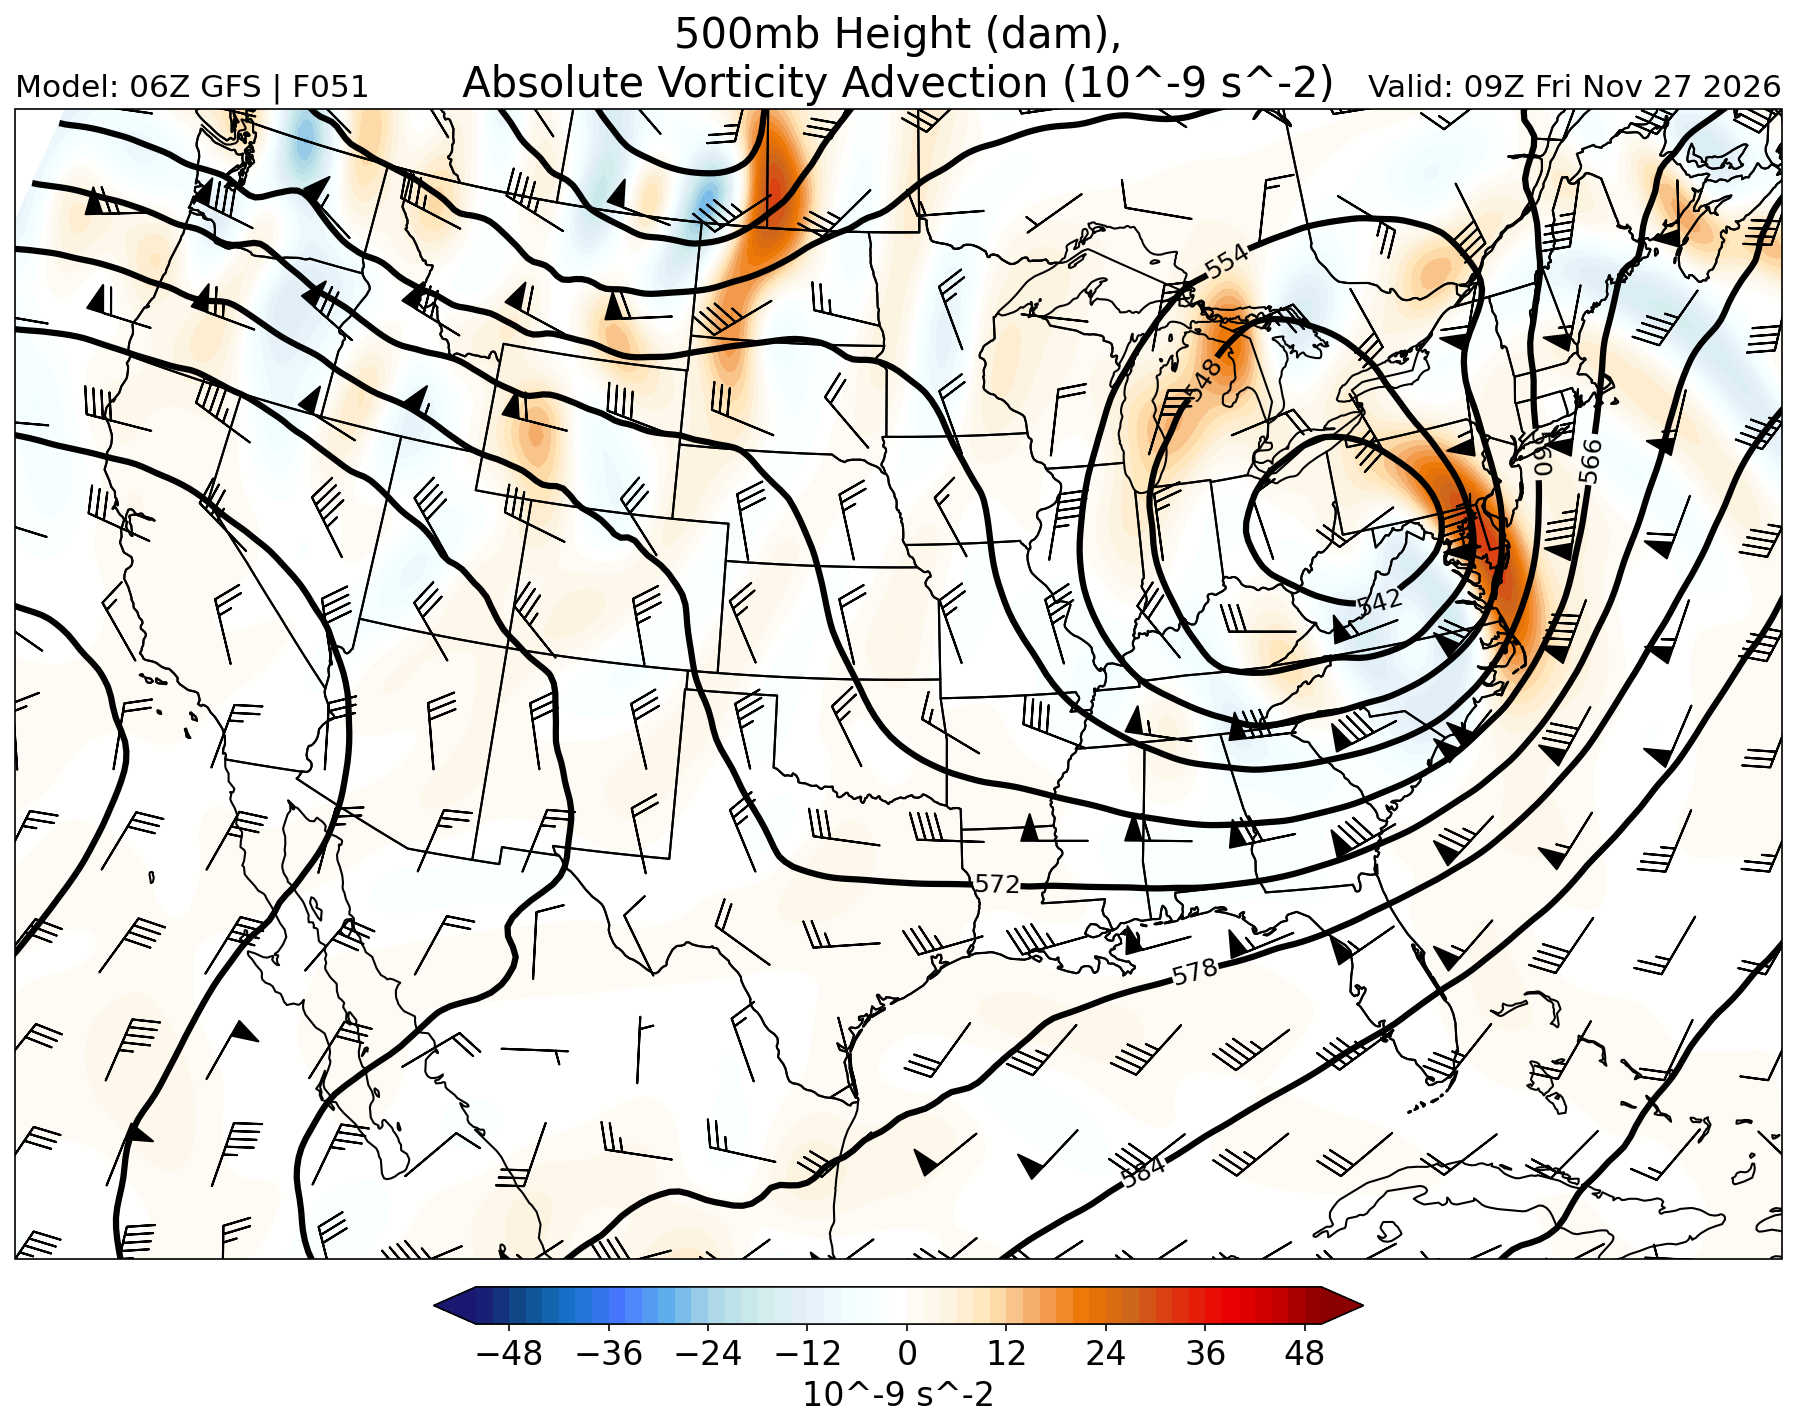 500mb Height (dam),
Model: 06Z GFS | F051
Absolute Vorticity Advection (10^-9 s^-2)
Valid: 09Z Fri Nov 27 2026
554
548
560
566
542
572
578
584
−48 −36 −24 −12 0 12 24 36 48
10^-9 s^-2